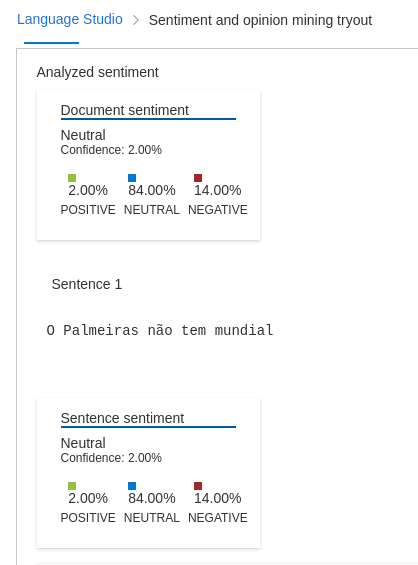 Language Studio > Sentiment and opinion mining tryout
Analyzed sentiment
Document sentiment
Neutral
Confidence: 2.00%
2.00% 84.00% 14.00%
POSITIVE NEUTRAL NEGATIVE
Sentence 1
O Palmeiras não tem mundial
Sentence sentiment
Neutral
Confidence: 2.00%
2.00% 84.00% 14.00%
POSITIVE NEUTRAL NEGATIVE